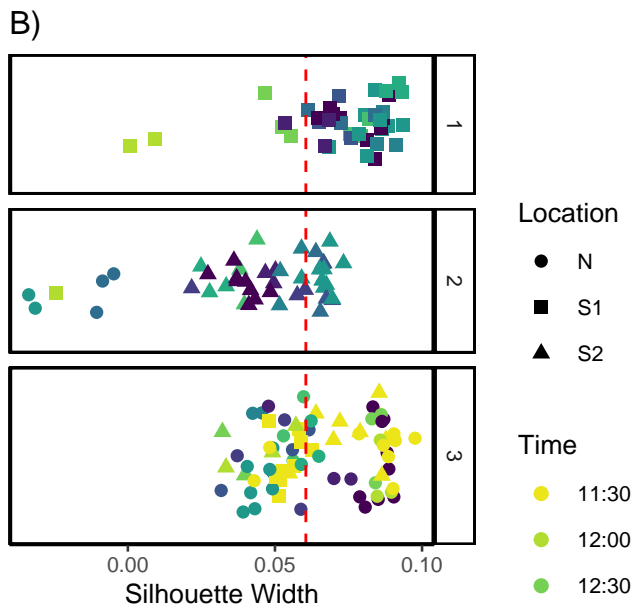 B)
1
2
3
0.00
0.05
0.10
Silhouette Width
Location
N
S1
S2
Time
11:30
12:00
12:30